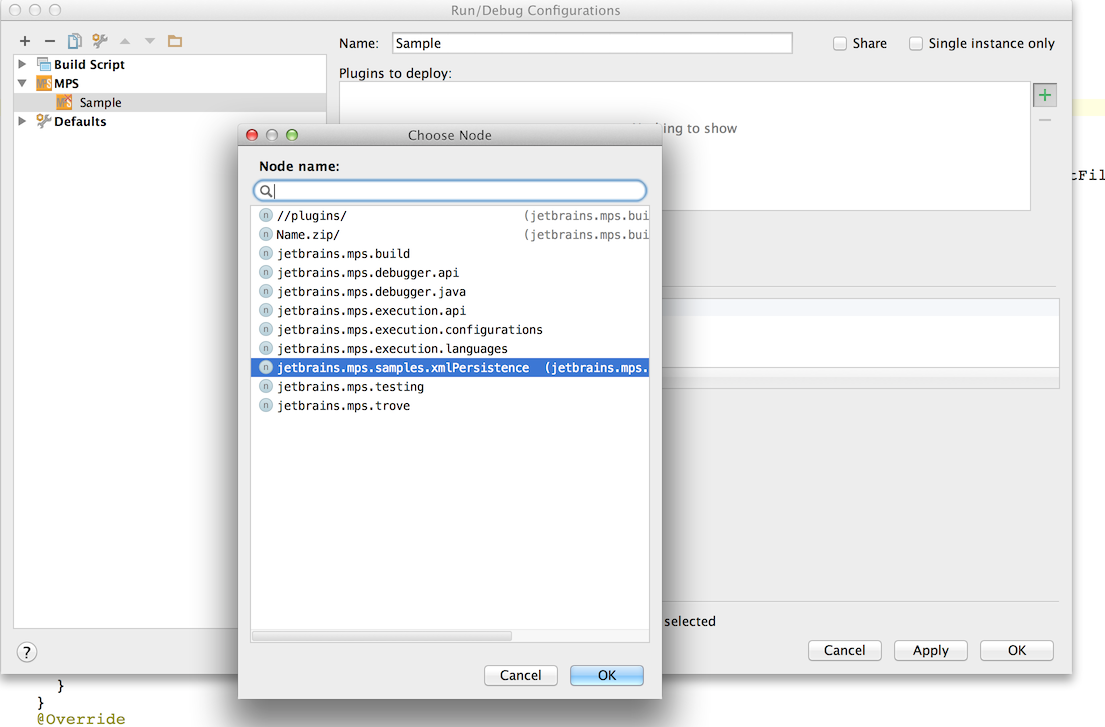 Run/Debug Configurations
Name: Sample Share Single instance only
Build Script
MPS
Sample
Defaults
Plugins to deploy:
to show
Choose Node
Node name:
//plugins/ (jetbrains.mps.bui
Name.zip/ (jetbrains.mps.bui
jetbrains.mps.build
jetbrains.mps.debugger.api
jetbrains.mps.debugger.java
jetbrains.mps.execution.api
jetbrains.mps.execution.configurations
jetbrains.mps.execution.languages
jetbrains.mps.samples.xmlPersistence (jetbrains.mps.
jetbrains.mps.testing
jetbrains.mps.trove
Cancel OK
selected
? Cancel Apply OK
}
}
@Override